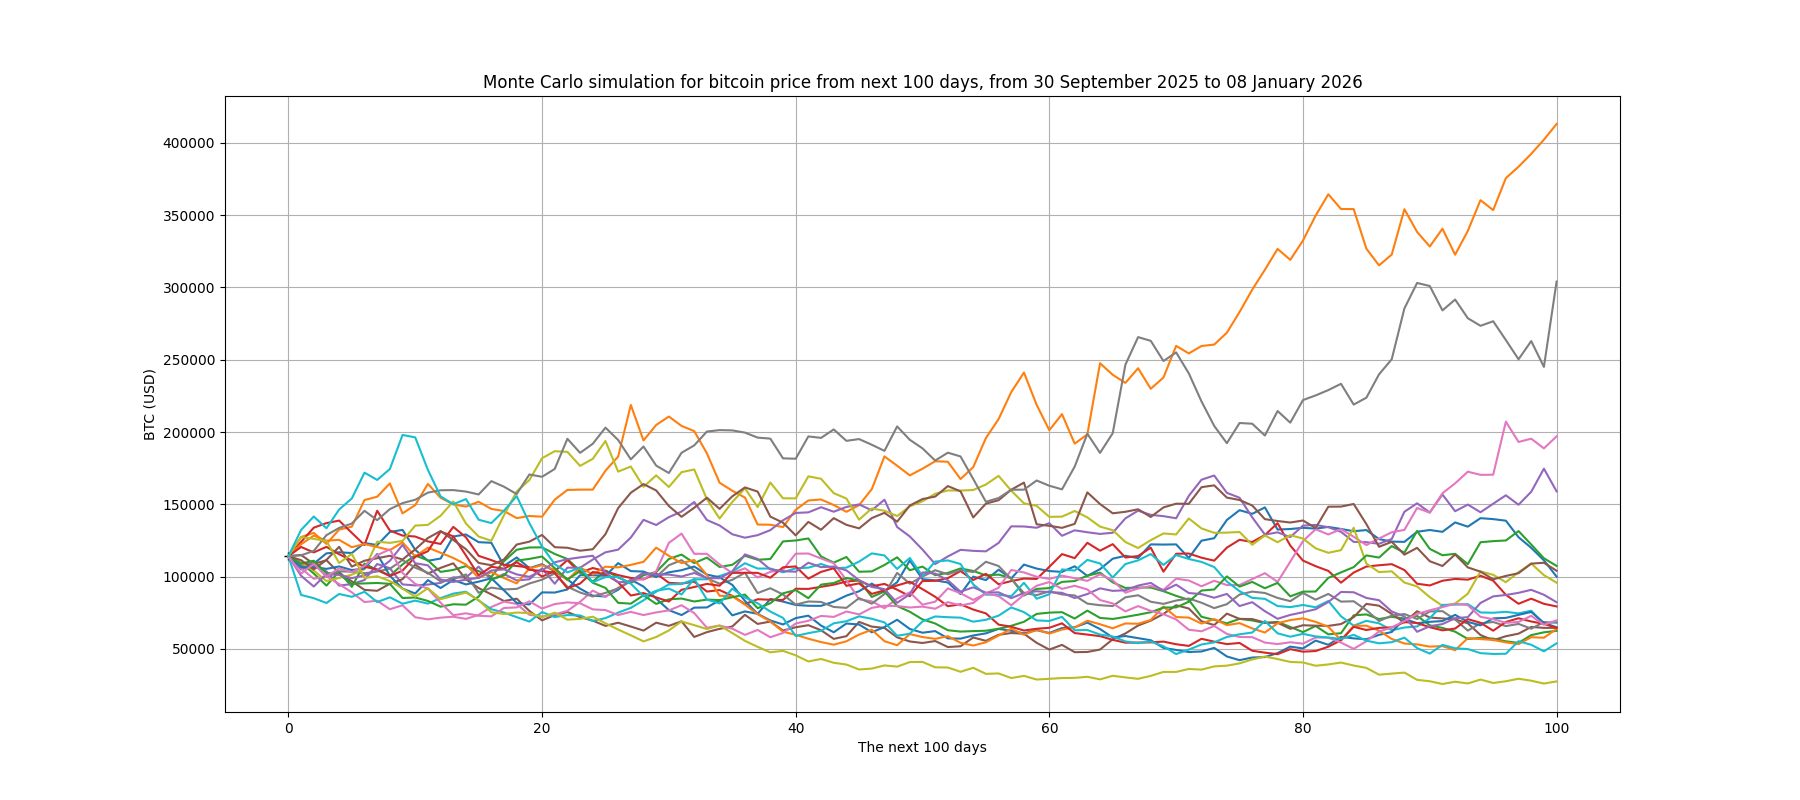 Monte Carlo simulation for bitcoin price from next 100 days, from 30 September 2025 to 08 January 2026
400000
350000
300000
250000
200000
150000
100000
50000
BTC (USD)
0 20 40 60 80 100
The next 100 days